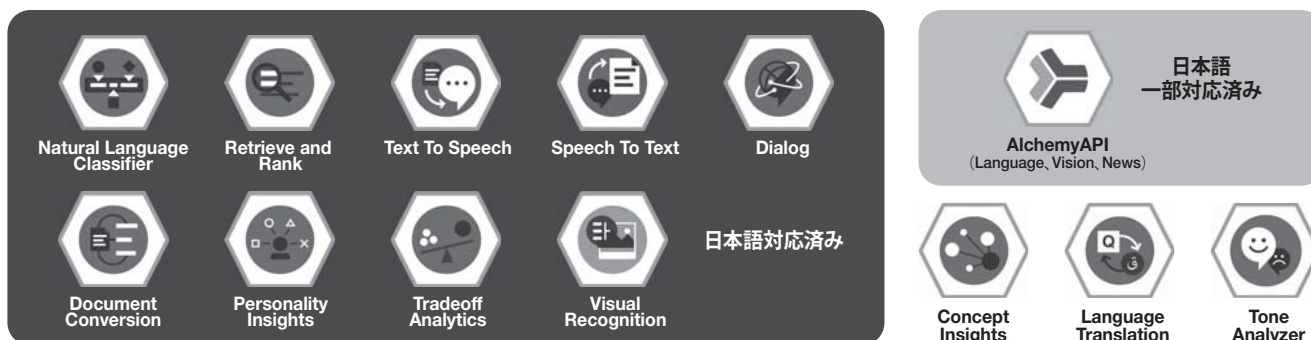 Natural Language
Classifier
Retrieve and
Rank
Text To Speech
Speech To Text
Dialog
Document
Conversion
Personality
Insights
Tradeoff
Analytics
Visual
Recognition
日本語対応済み
日本語
一部対応済み
AlchemyAPI
(Language、Vision、News)
Concept
Insights
Q
ق
Language
Translation
Tone
Analyzer